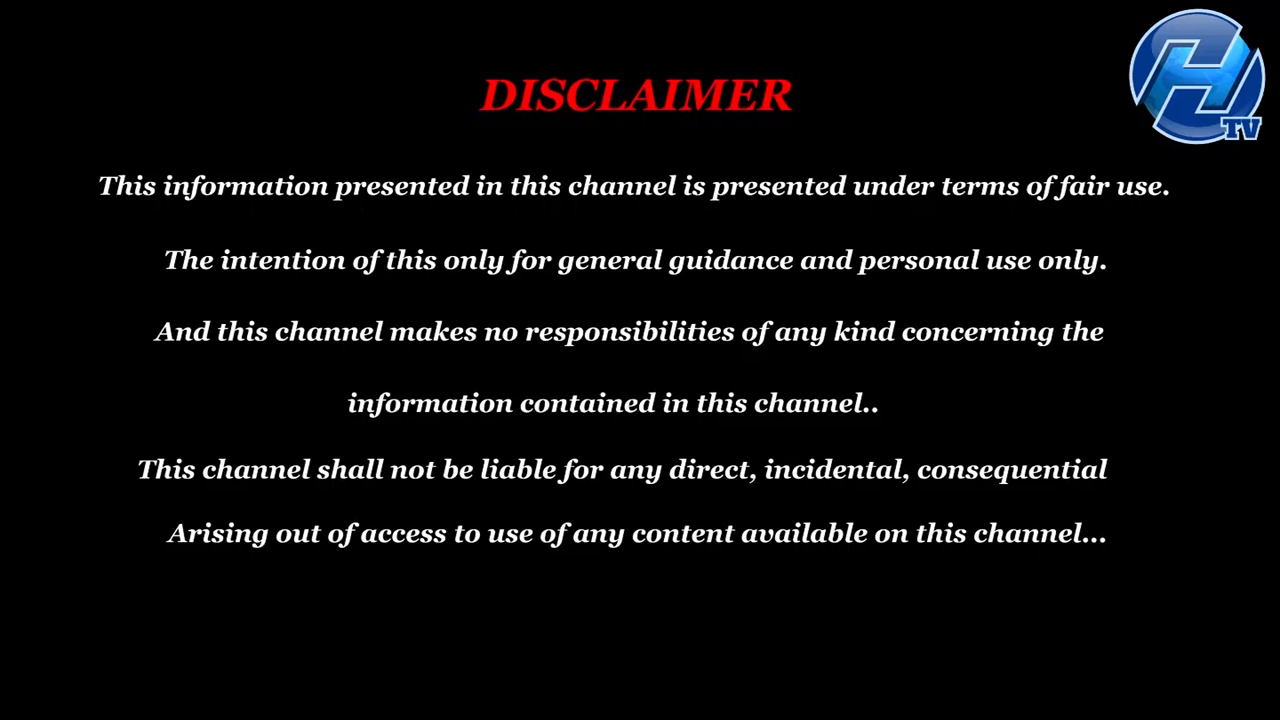 DISCLAIMER
H
TV
This information presented in this channel is presented under terms of fair use.
The intention of this only for general guidance and personal use only.
And this channel makes no responsibilities of any kind concerning the
information contained in this channel..
This channel shall not be liable for any direct, incidental, consequential
Arising out of access to use of any content available on this channel...